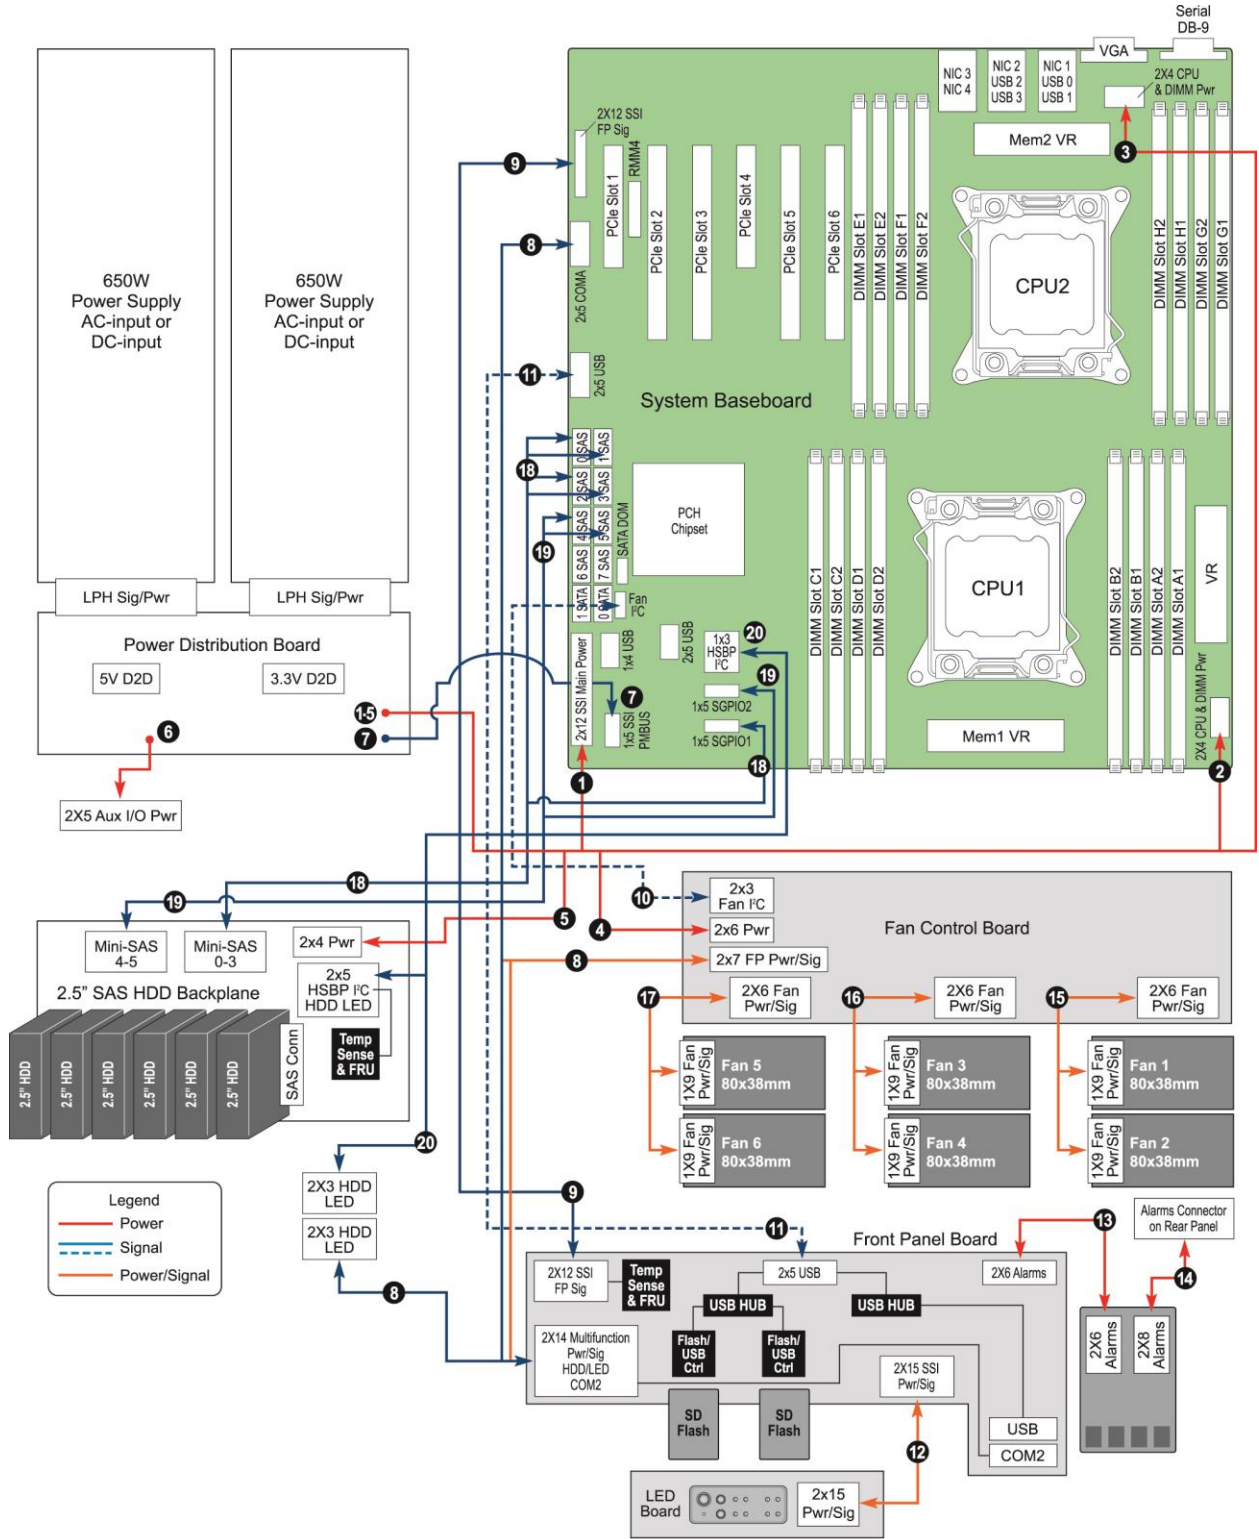 Serial
DB-9
VGA
NIC 3
NIC 4
NIC 2
USB 2
USB 3
NIC 1
USB 0
USB 1
2X4 CPU
& DIMM Pwr
Mem2 VR
3
2X12 SSI
FP Sig
9
RMM4
PCIe Slot 1
PCIe Slot 2
PCIe Slot 3
PCIe Slot 4
PCIe Slot 5
PCIe Slot 6
DIMM Slot E1
DIMM Slot E2
DIMM Slot F1
DIMM Slot F2
CPU2
DIMM Slot H2
DIMM Slot H1
DIMM Slot G2
DIMM Slot G1
8
2x5 COMA
650W
Power Supply
AC-input or
DC-input
650W
Power Supply
AC-input or
DC-input
11
2x5 USB
System Baseboard
18
0 SAS
1 SAS
2 SAS
3 SAS
4 SAS
5 SAS
6 SAS
7 SAS
1 SATA
0 SATA
19
SATA DOM
Fan
I²C
PCH
Chipset
DIMM Slot C1
DIMM Slot C2
DIMM Slot D1
DIMM Slot D2
CPU1
DIMM Slot B2
DIMM Slot B1
DIMM Slot A2
DIMM Slot A1
VR
LPH Sig/Pwr
LPH Sig/Pwr
Power Distribution Board
5V D2D
3.3V D2D
1-5
6
7
2X5 Aux I/O Pwr
2x12 SSI Main Power
1x4 USB
7
1x5 SSI
PMBUS
2x5 USB
1x3
HSBP
I²C
20
19
1x5 SGPIO2
1x5 SGPIO1
18
Mem1 VR
2X4 CPU & DIMM Pwr
1
2
18
19
10
5
4
8
2x3
Fan I²C
2x6 Pwr
2x7 FP Pwr/Sig
Fan Control Board
17
2X6 Fan
Pwr/Sig
16
2X6 Fan
Pwr/Sig
15
2X6 Fan
Pwr/Sig
Mini-SAS
4-5
Mini-SAS
0-3
2x4 Pwr
2.5" SAS HDD Backplane
2x5
HSBP I²C
HDD LED
Temp
Sense
& FRU
SAS Conn
2.5" HDD
2.5" HDD
2.5" HDD
2.5" HDD
2.5" HDD
2.5" HDD
1X9 Fan
Pwr/Sig
Fan 5
80x38mm
1X9 Fan
Pwr/Sig
Fan 3
80x38mm
1X9 Fan
Pwr/Sig
Fan 1
80x38mm
1X9 Fan
Pwr/Sig
Fan 6
80x38mm
1X9 Fan
Pwr/Sig
Fan 4
80x38mm
1X9 Fan
Pwr/Sig
Fan 2
80x38mm
20
2X3 HDD
LED
2X3 HDD
LED
8
Legend
Power
Signal
Power/Signal
9
11
13
14
Alarms Connector
on Rear Panel
Front Panel Board
2X12 SSI
FP Sig
Temp
Sense
& FRU
2x5 USB
2X6 Alarms
USB HUB
USB HUB
Flash/
USB
Ctrl
Flash/
USB
Ctrl
2X14 Multifunction
Pwr/Sig
HDD/LED
COM2
2X15 SSI
Pwr/Sig
2X6
Alarms
2X8
Alarms
SD
Flash
SD
Flash
USB
COM2
12
LED
Board
2x15
Pwr/Sig